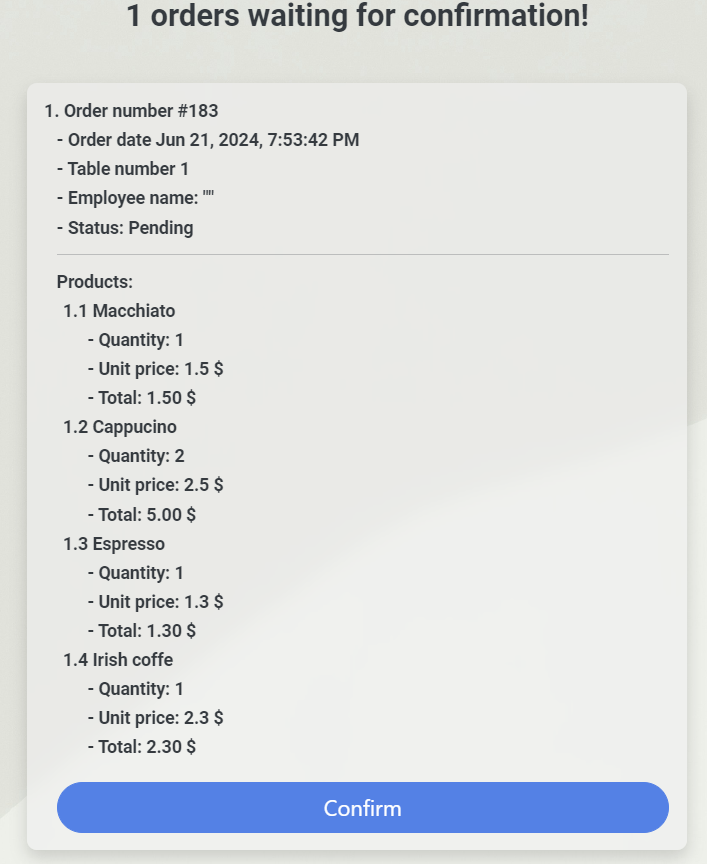 1 orders waiting for confirmation!
1. Order number #183
- Order date Jun 21, 2024, 7:53:42 PM
- Table number 1
- Employee name: ""
- Status: Pending
Products:
1.1 Macchiato
- Quantity: 1
- Unit price: 1.5 $
- Total: 1.50 $
1.2 Cappucino
- Quantity: 2
- Unit price: 2.5 $
- Total: 5.00 $
1.3 Espresso
- Quantity: 1
- Unit price: 1.3 $
- Total: 1.30 $
1.4 Irish coffe
- Quantity: 1
- Unit price: 2.3 $
- Total: 2.30 $
Confirm